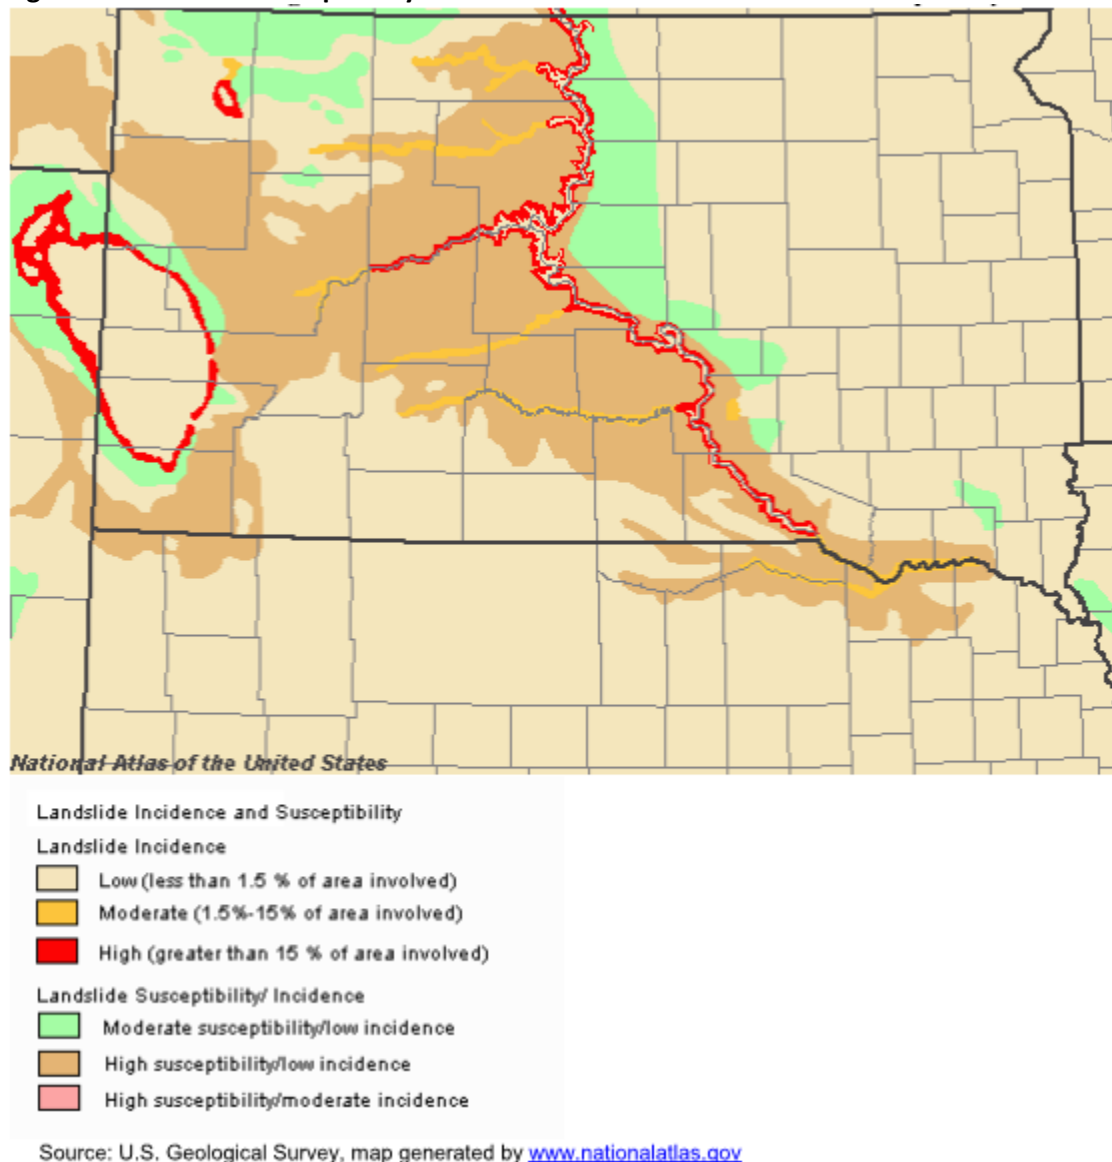 National Atlas of the United States
Landslide Incidence and Susceptibility
Landslide Incidence
Low (less than 1.5 % of area involved)
Moderate (1.5%-15% of area involved)
High (greater than 15 % of area involved)
Landslide Susceptibility/ Incidence
Moderate susceptibility/low incidence
High susceptibility/low incidence
High susceptibility/moderate incidence
Source: U.S. Geological Survey, map generated by www.nationalatlas.gov